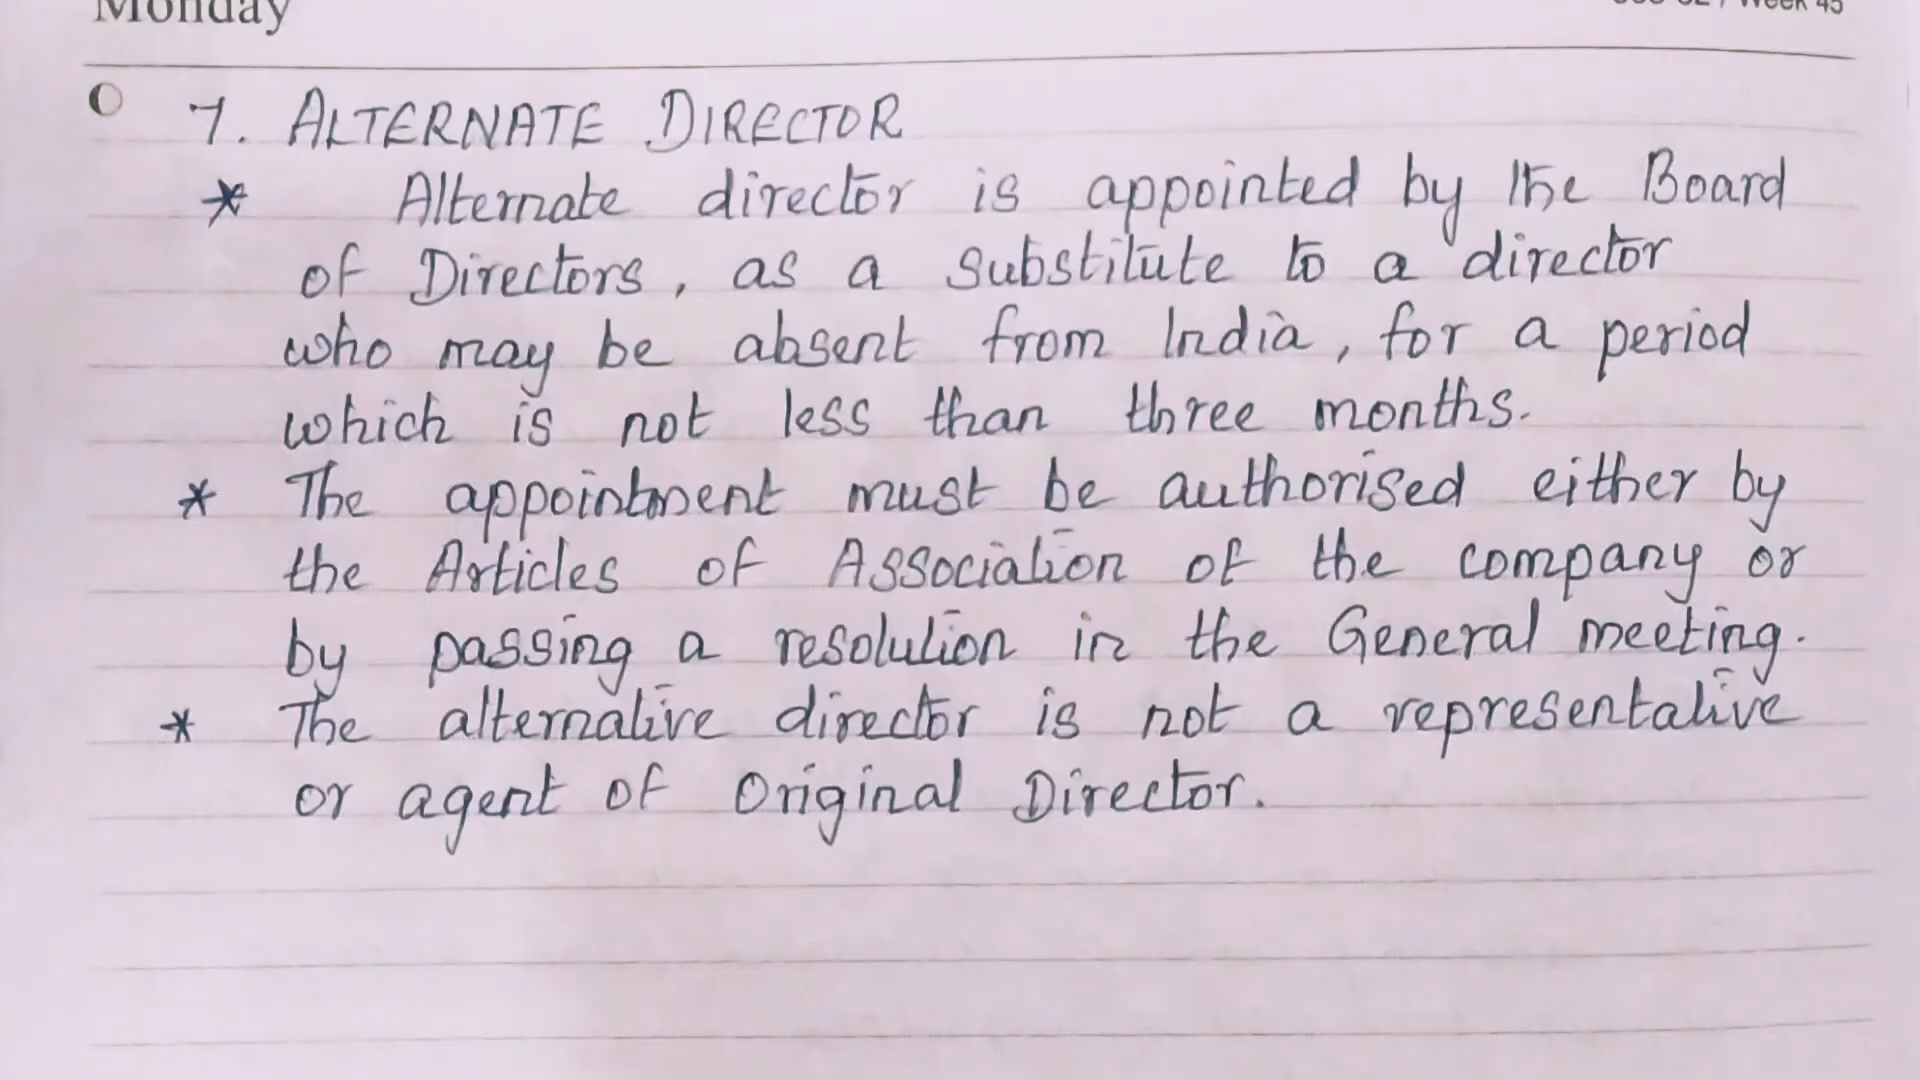 Monday
Week 45
7. ALTERNATE DIRECTOR
* Alternate director is appointed by the Board
of Directors, as a substitute to a director
who may be absent from India, for a period
which is not less than three months.
* The appointment must be authorised either by
the Articles of Association of the company or
by passing a resolution in the General meeting.
* The alternative director is not a representative
or agent of Original Director.